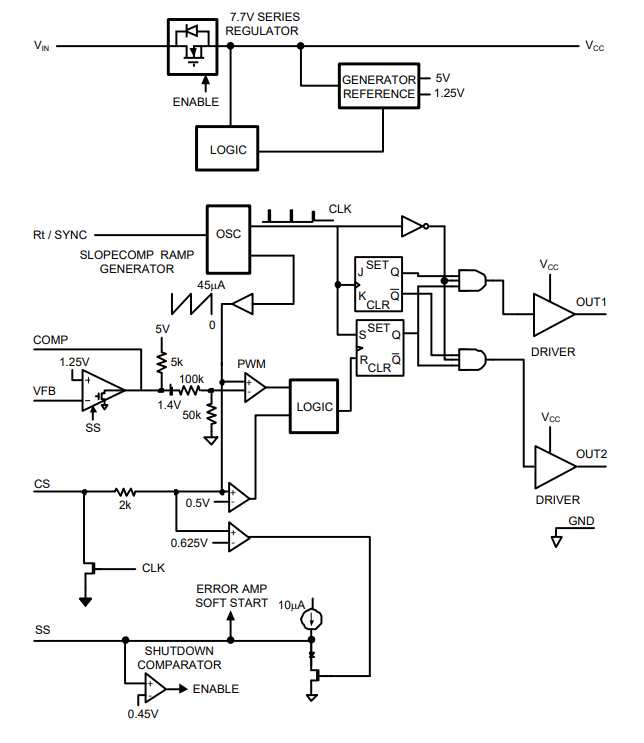 7.7V SERIES
REGULATOR
VIN
VCC
ENABLE
GENERATOR
REFERENCE
5V
1.25V
LOGIC
CLK
Rt / SYNC
OSC
SLOPECOMP RAMP
GENERATOR
45μA
0
J SET Q
K CLR Q̅
S SET Q
R CLR Q̅
VCC
OUT1
DRIVER
COMP
5V
5k
1.25V
+
−
VFB
SS
100k
1.4V
50k
PWM
+
-
LOGIC
VCC
OUT2
DRIVER
CS
2k
0.5V
+
-
0.625V
+
-
GND
CLK
ERROR AMP
SOFT START
10μA
SS
SHUTDOWN
COMPARATOR
+
-
ENABLE
0.45V